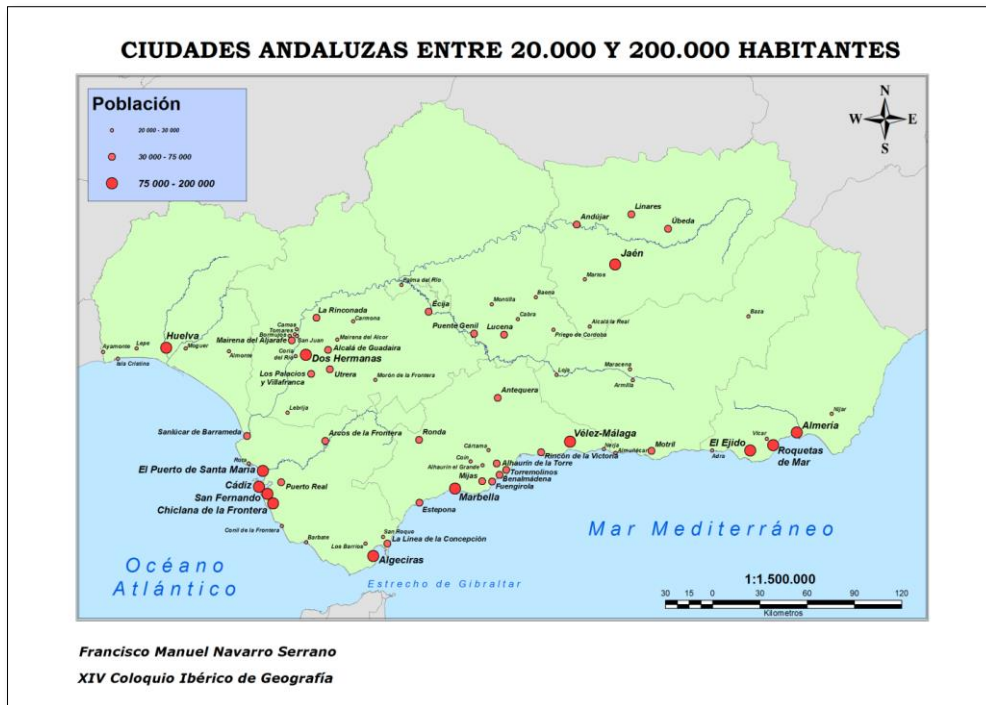 CIUDADES ANDALUZAS ENTRE 20.000 Y 200.000 HABITANTES
Población
20 000 - 30 000
30 000 - 75 000
75 000 - 200 000
N
W E
S
Linares
Andújar
Úbeda
Jaén
Martos
Palma del Río
Baena
Montilla
Écija
La Rinconada
Carmona
Cabra
Baza
Camas
Tomares
Bormujos
San Juan
Mairena del Alcor
Puente Genil
Lucena
Priego de Córdoba
Alcalá la Real
Huelva
Lepe
Moguer
Ayamonte
Isla Cristina
Almonte
Mairena del Aljarafe
Coria del Río
Alcalá de Guadaira
Dos Hermanas
Los Palacios y Villafranca
Utrera
Morón de la Frontera
Loja
Maracena
Armilla
Antequera
Lebrija
Níjar
Sanlúcar de Barrameda
Arcos de la Frontera
Ronda
Vélez-Málaga
Almería
Vícar
El Ejido
Roquetas de Mar
Nerja
Almuñécar
Motril
Adra
Cártama
Coín
Rincón de la Victoria
Alhaurín el Grande
Alhaurín de la Torre
Torremolinos
Benalmádena
Mijas
Fuengirola
Rota
El Puerto de Santa María
Puerto Real
Cádiz
San Fernando
Chiclana de la Frontera
Marbella
Estepona
Conil de la Frontera
Barbate
San Roque
La Línea de la Concepción
Los Barrios
Algeciras
Mar Mediterráneo
Océano
Atlántico
Estrecho de Gibraltar
1:1.500.000
30 15 0 30 60 90 120
Kilometros
Francisco Manuel Navarro Serrano
XIV Coloquio Ibérico de Geografía